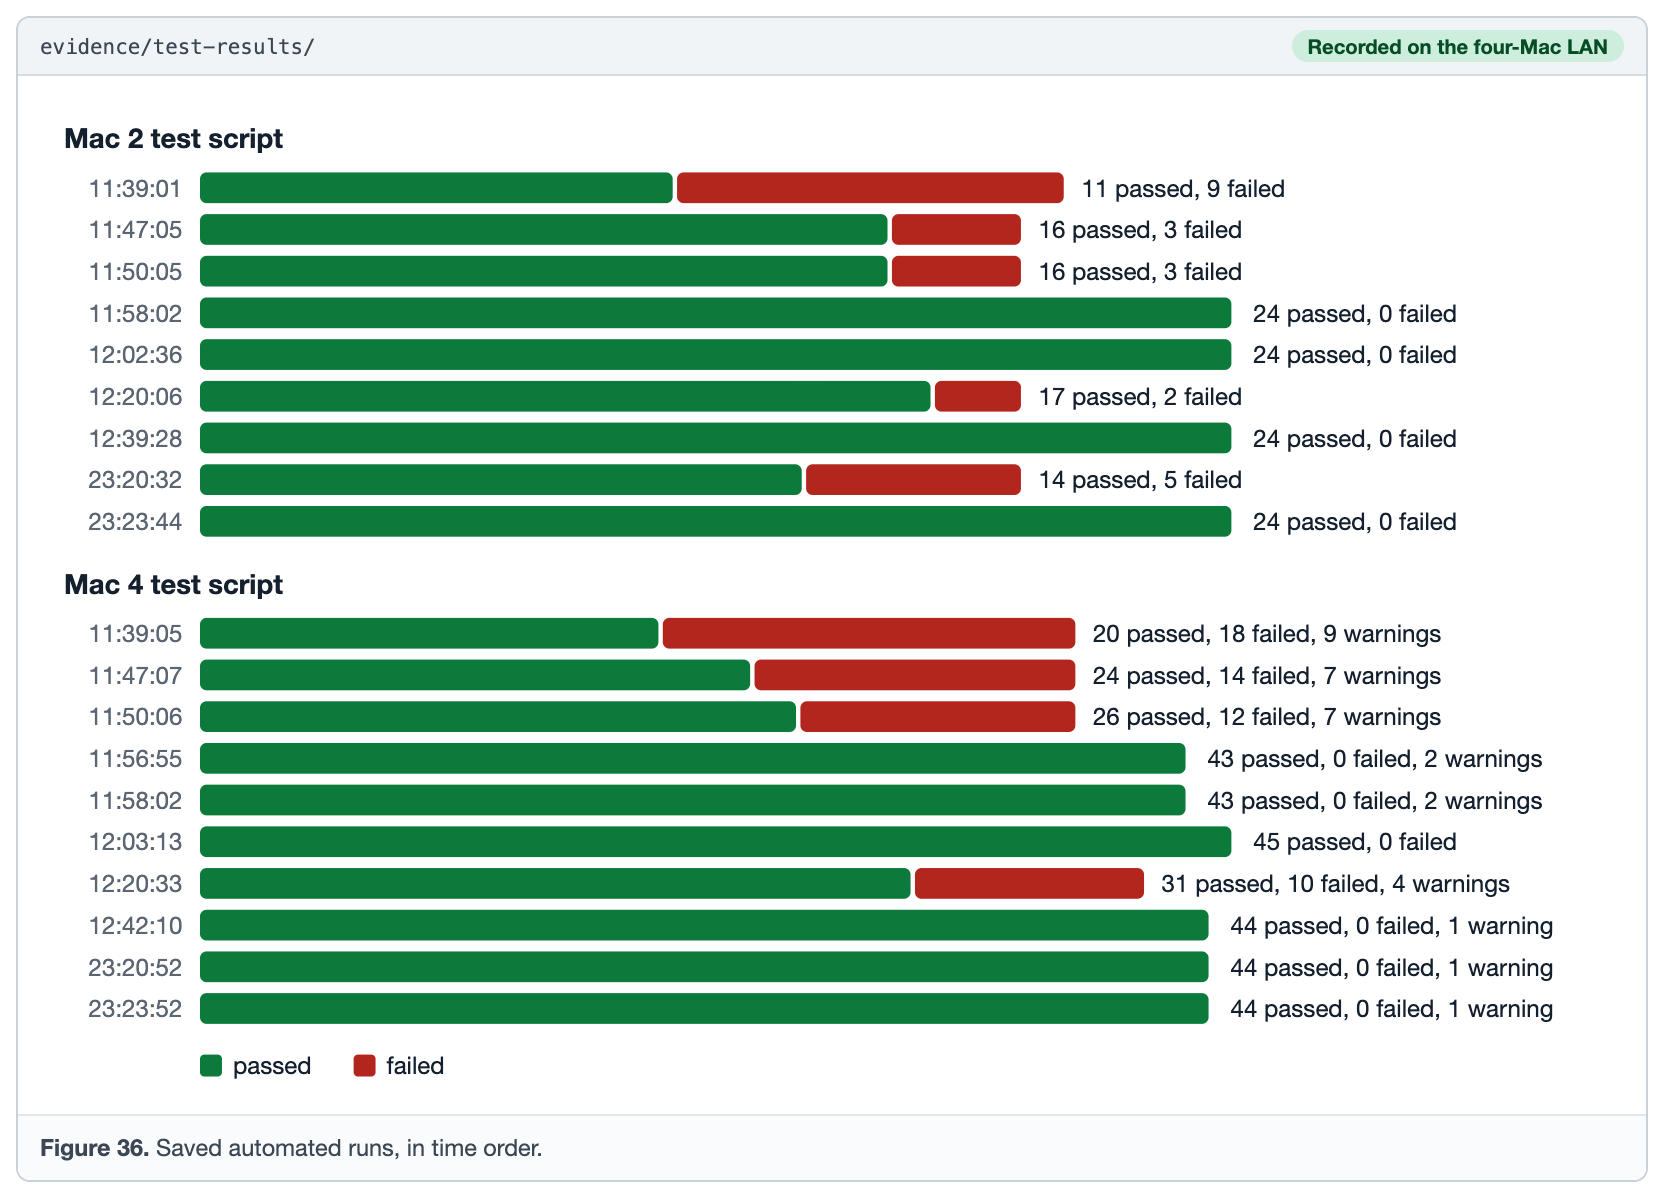 evidence/test-results/
Recorded on the four-Mac LAN
Mac 2 test script
11:39:01 11 passed, 9 failed
11:47:05 16 passed, 3 failed
11:50:05 16 passed, 3 failed
11:58:02 24 passed, 0 failed
12:02:36 24 passed, 0 failed
12:20:06 17 passed, 2 failed
12:39:28 24 passed, 0 failed
23:20:32 14 passed, 5 failed
23:23:44 24 passed, 0 failed
Mac 4 test script
11:39:05 20 passed, 18 failed, 9 warnings
11:47:07 24 passed, 14 failed, 7 warnings
11:50:06 26 passed, 12 failed, 7 warnings
11:56:55 43 passed, 0 failed, 2 warnings
11:58:02 43 passed, 0 failed, 2 warnings
12:03:13 45 passed, 0 failed
12:20:33 31 passed, 10 failed, 4 warnings
12:42:10 44 passed, 0 failed, 1 warning
23:20:52 44 passed, 0 failed, 1 warning
23:23:52 44 passed, 0 failed, 1 warning
passed failed
Figure 36. Saved automated runs, in time order.